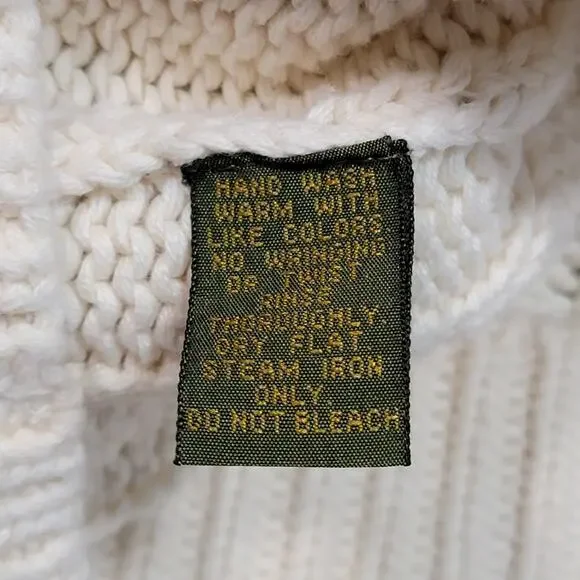 HAND WASH
WARM WITH
LIKE COLORS
NO WRINGING
OR TWIST
RINSE
THOROUGHLY
DRY FLAT
STEAM IRON
ONLY.
DO NOT BLEACH